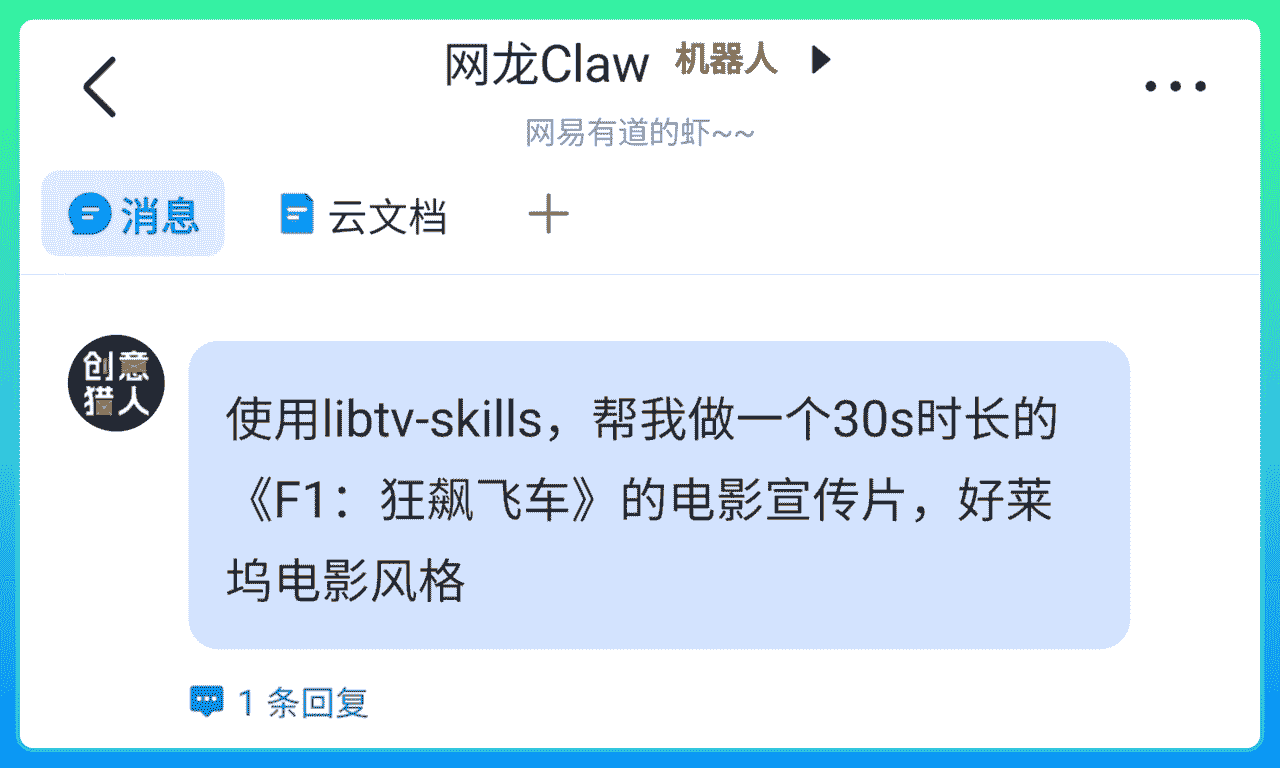 网龙Claw 机器人
网易有道的虾~~
消息 云文档
创意
猎人
使用libtv-skills，帮我做一个30s时长的
《F1：狂飙飞车》的电影宣传片，好莱
坞电影风格
1 条回复